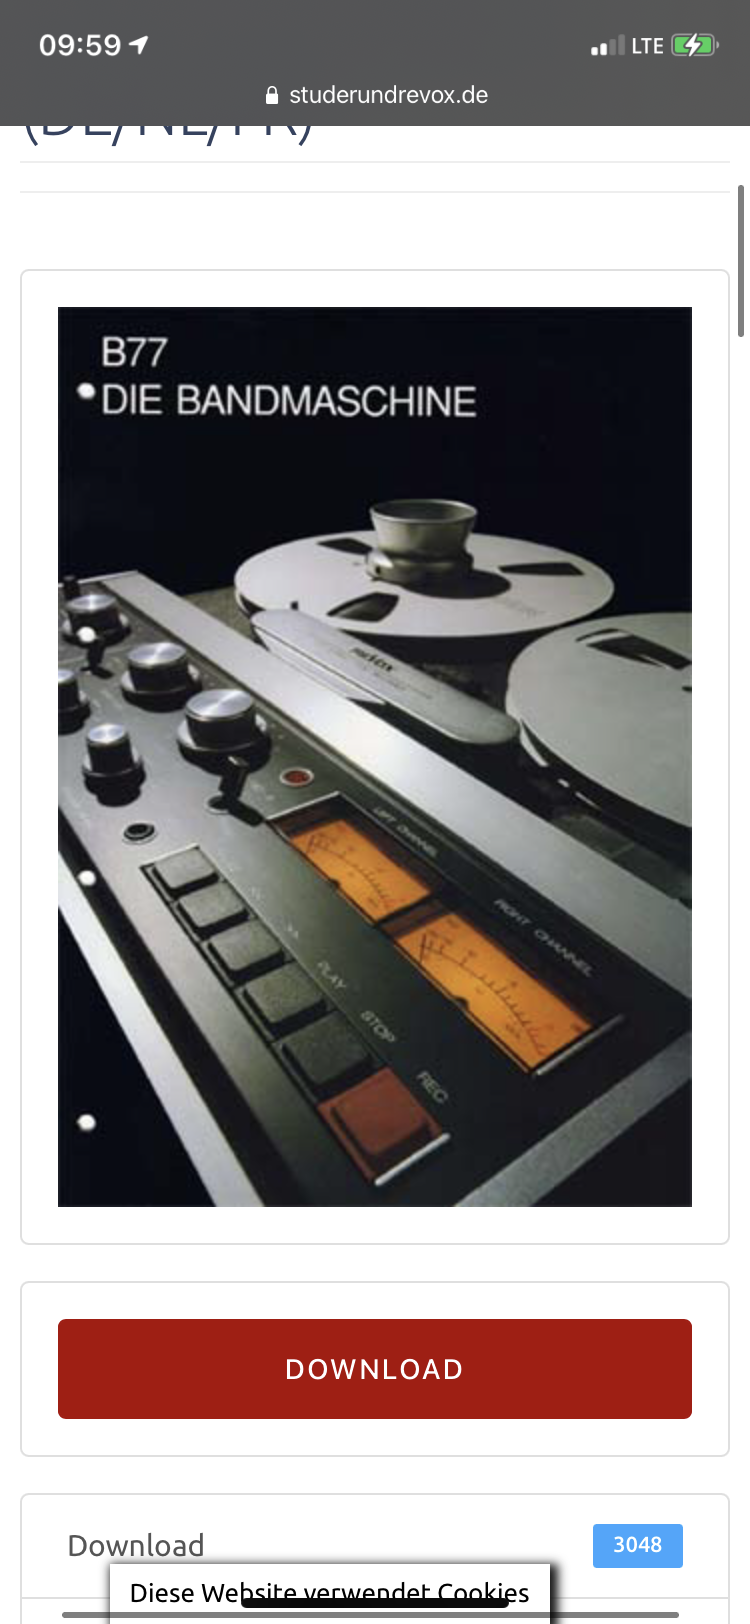 09:59
LTE
studerundrevox.de
(DE/NL/FR)
B77
DIE BANDMASCHINE
REVOX
LEFT CHANNEL
RIGHT CHANNEL
PLAY
STOP
REC
DOWNLOAD
Download
3048
Diese Website verwendet Cookies